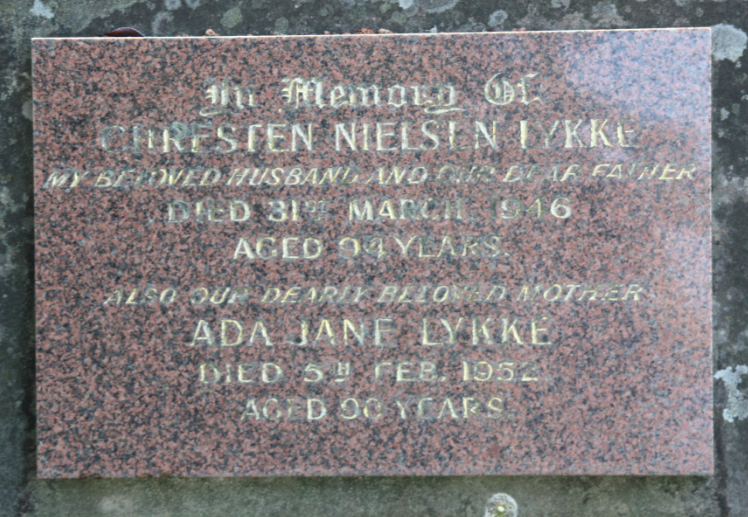 In Memory Of
CHRESTEN NIELSEN LYKKE
MY BELOVED HUSBAND AND OUR DEAR FATHER
DIED 31ST MARCH, 1946
AGED 94 YEARS.
ALSO OUR DEARLY BELOVED MOTHER
ADA JANE LYKKE
DIED 5TH FEB. 1952
AGED 90 YEARS.